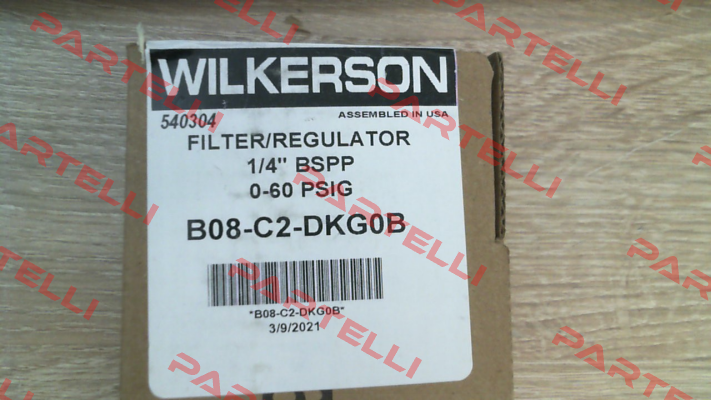 WILKERSON
540304
ASSEMBLED IN USA
FILTER/REGULATOR
1/4" BSPP
0-60 PSIG
B08-C2-DKG0B
"B08-C2-DKG0B"
3/9/2021
PARTELLI
PARTELLI
PARTELLI
PARTELLI
PARTELLI
PARTELLI
PARTELLI
PARTELLI